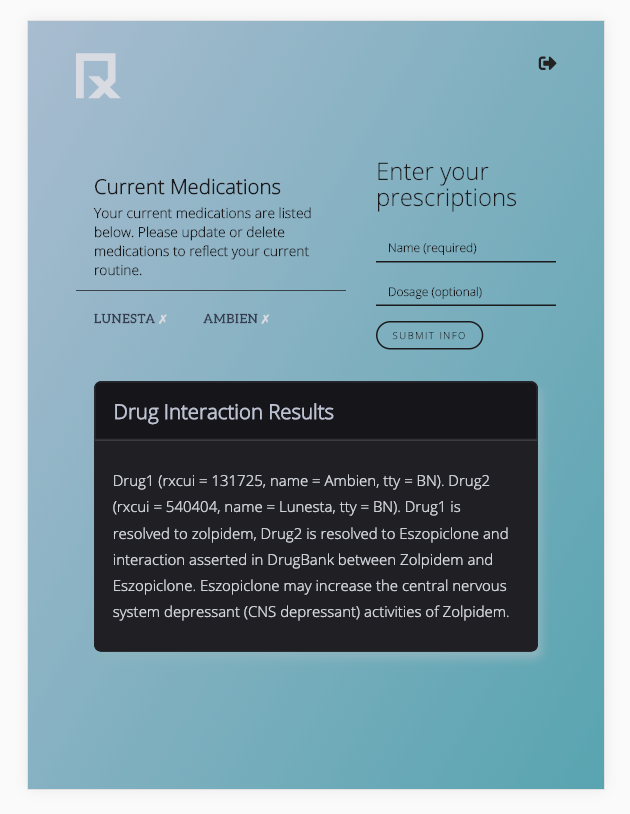 Rx
Current Medications
Your current medications are listed
below. Please update or delete
medications to reflect your current
routine.
LUNESTA ✗ AMBIEN ✗
Enter your
prescriptions
Name (required)
Dosage (optional)
SUBMIT INFO
Drug Interaction Results
Drug1 (rxcui = 131725, name = Ambien, tty = BN). Drug2
(rxcui = 540404, name = Lunesta, tty = BN). Drug1 is
resolved to zolpidem, Drug2 is resolved to Eszopiclone and
interaction asserted in DrugBank between Zolpidem and
Eszopiclone. Eszopiclone may increase the central nervous
system depressant (CNS depressant) activities of Zolpidem.